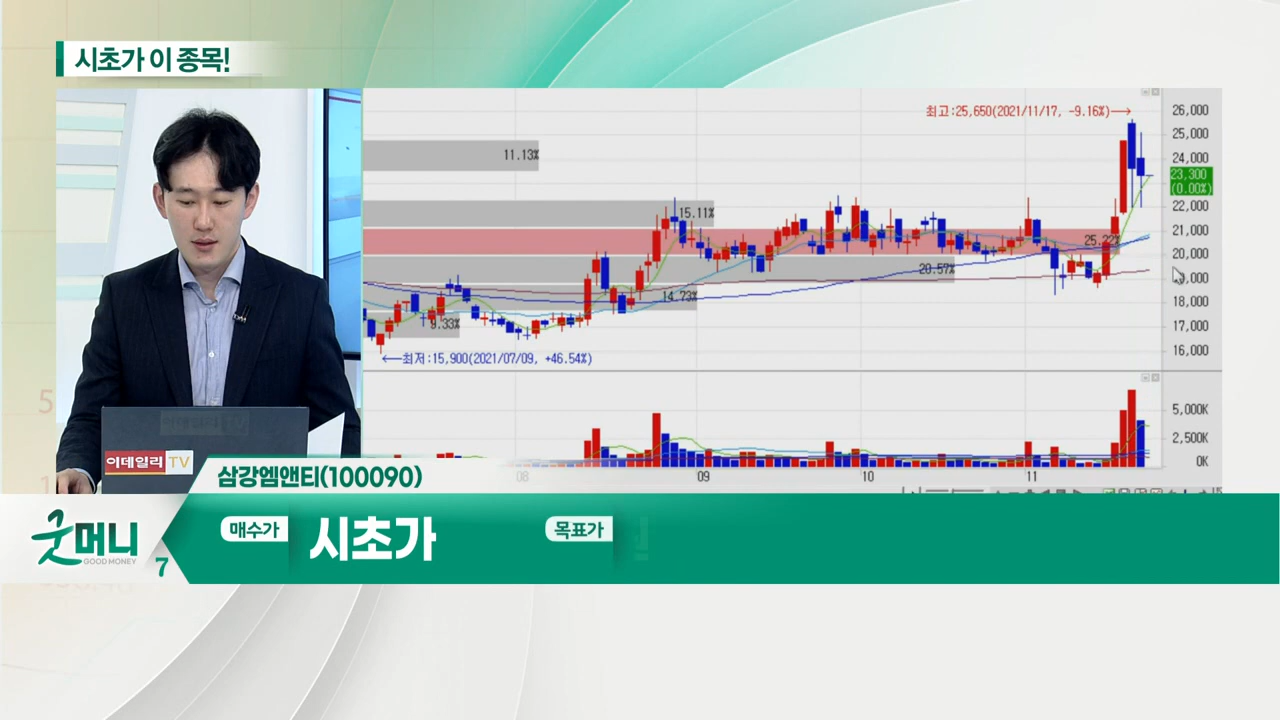 시초가 이 종목!
최고:25,650(2021/11/17, -9.16%)→
26,000
25,000
24,000
23,300
(0.00%)
22,000
21,000
20,000
19,000
18,000
17,000
16,000
11.13%
15.11%
25.22%
20.57%
14.73%
9.33%
←최저:15,900(2021/07/09, +46.54%)
5,000K
2,500K
0K
08
09
10
11
이데일리 TV
삼강엠앤티(100090)
굿머니
GOOD MONEY
7
매수가
시초가
목표가